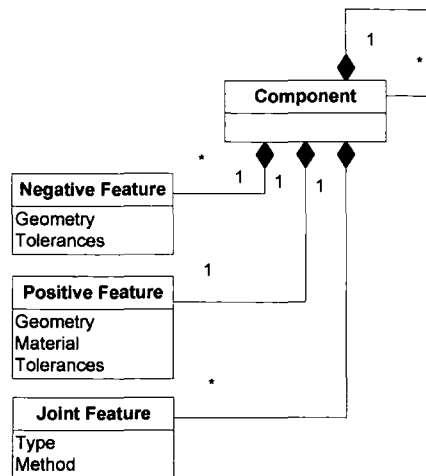 1
*
Component
*
1
1
1
Negative Feature
Geometry
Tolerances
1
Positive Feature
Geometry
Material
Tolerances
*
Joint Feature
Type
Method